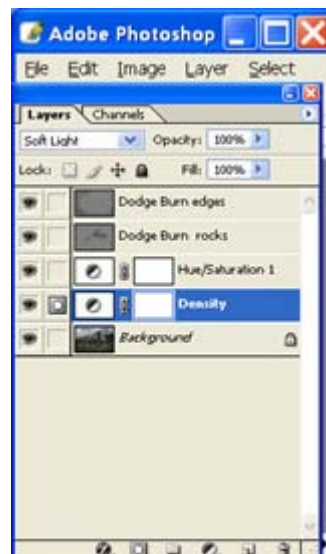 Adobe Photoshop
File Edit Image Layer Select
Layers Channels
Soft Light Opacity: 100%
Lock: Fill: 100%
Dodge Burn edges
Dodge Burn rocks
Hue/Saturation 1
Density
Background